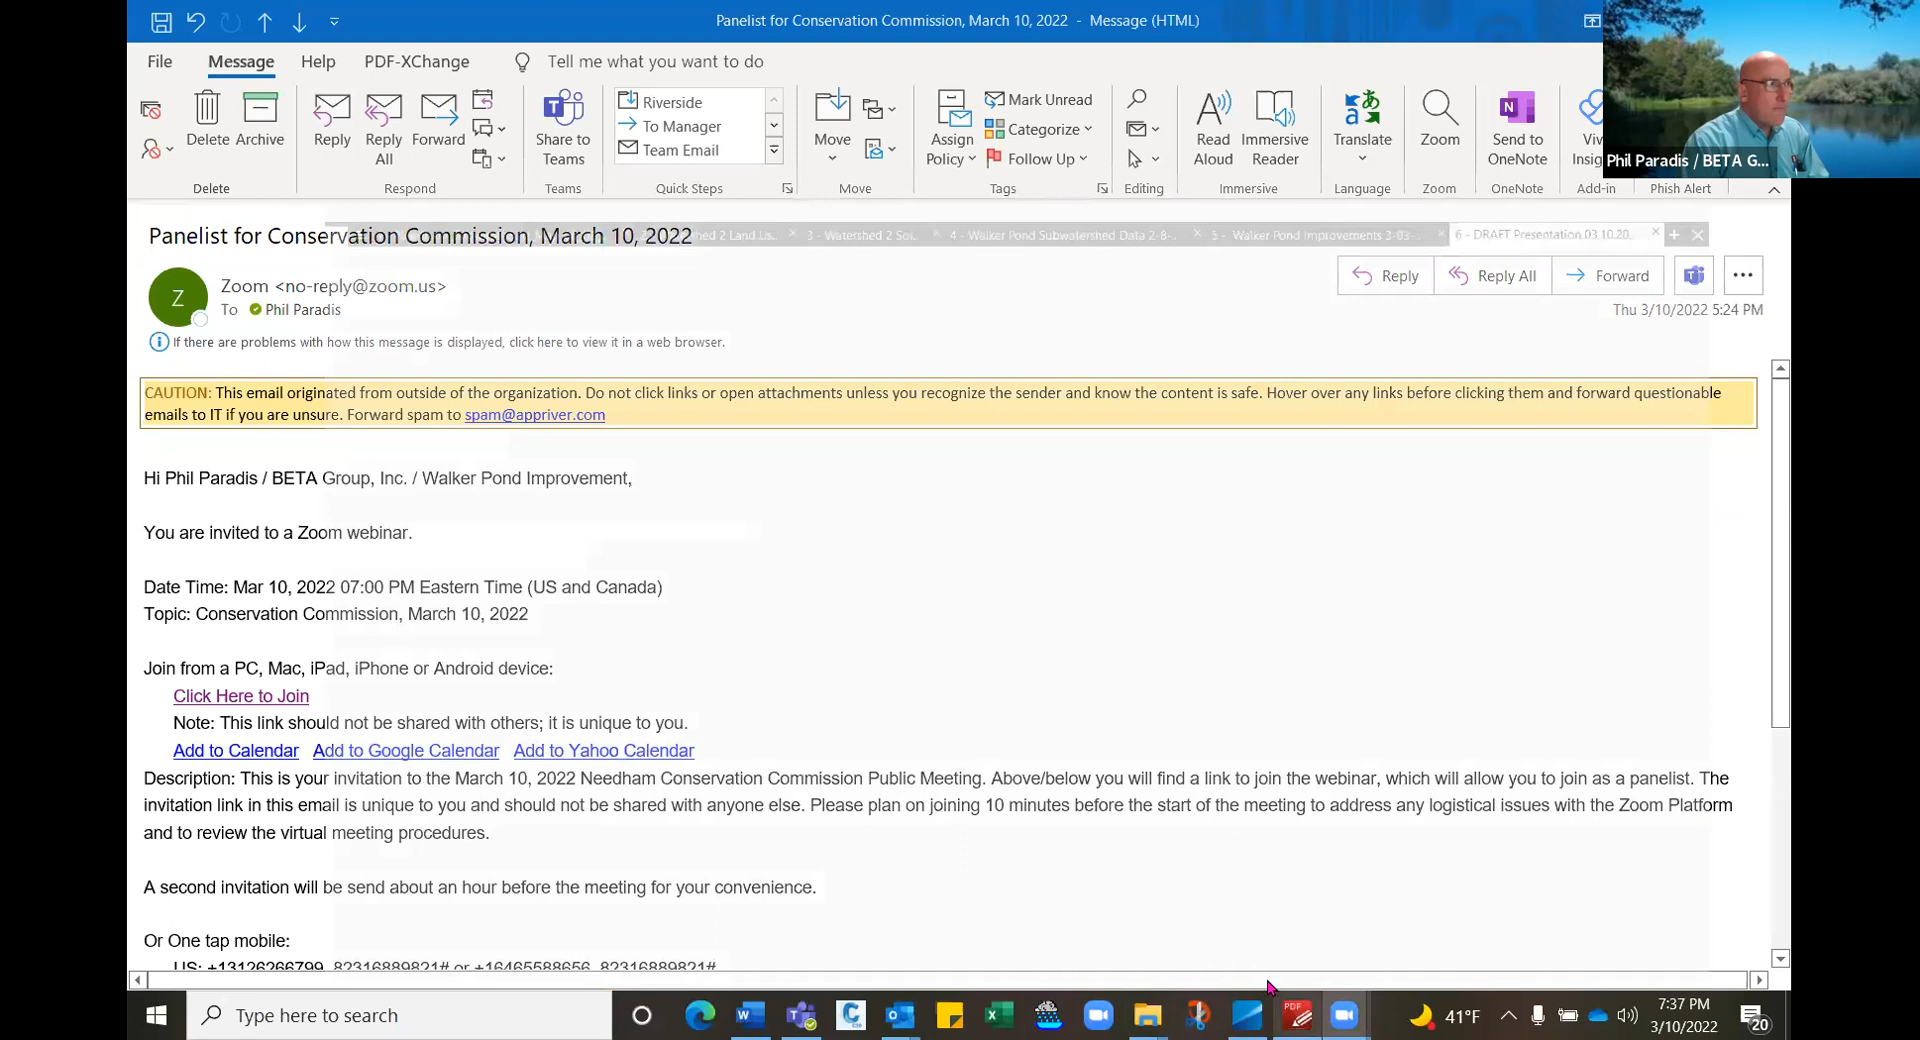 Panelist for Conservation Commission, March 10, 2022 - Message (HTML)
File Message Help PDF-XChange Tell me what you want to do
Delete Archive Reply Reply All Forward Share to Teams
Riverside
To Manager
Team Email
Move Assign Policy Mark Unread
Categorize
Follow Up
Read Aloud Immersive Reader Translate Zoom Send to OneNote
Delete Respond Teams Quick Steps Move Tags Editing Immersive Language Zoom OneNote Add-in Phish Alert
Phil Paradis / BETA G...
Panelist for Conservation Commission, March 10, 2022
3 - Watershed 2 4 - Walker Pond Subwatershed Data 2-8- 5 - Walker Pond Improvements 3-03- 6 - DRAFT Presentation 03.10.20...
Z
Zoom <no-reply@zoom.us>
To Phil Paradis
Reply Reply All Forward
Thu 3/10/2022 5:24 PM
If there are problems with how this message is displayed, click here to view it in a web browser.
CAUTION: This email originated from outside of the organization. Do not click links or open attachments unless you recognize the sender and know the content is safe. Hover over any links before clicking them and forward questionable
emails to IT if you are unsure. Forward spam to spam@appriver.com
Hi Phil Paradis / BETA Group, Inc. / Walker Pond Improvement,
You are invited to a Zoom webinar.
Date Time: Mar 10, 2022 07:00 PM Eastern Time (US and Canada)
Topic: Conservation Commission, March 10, 2022
Join from a PC, Mac, iPad, iPhone or Android device:
Click Here to Join
Note: This link should not be shared with others; it is unique to you.
Add to Calendar Add to Google Calendar Add to Yahoo Calendar
Description: This is your invitation to the March 10, 2022 Needham Conservation Commission Public Meeting. Above/below you will find a link to join the webinar, which will allow you to join as a panelist. The
invitation link in this email is unique to you and should not be shared with anyone else. Please plan on joining 10 minutes before the start of the meeting to address any logistical issues with the Zoom Platform
and to review the virtual meeting procedures.
A second invitation will be send about an hour before the meeting for your convenience.
Or One tap mobile:
US: +13126266799, 82316889821# or +16465588656, 82316889821#
Type here to search
41°F
7:37 PM
3/10/2022
20